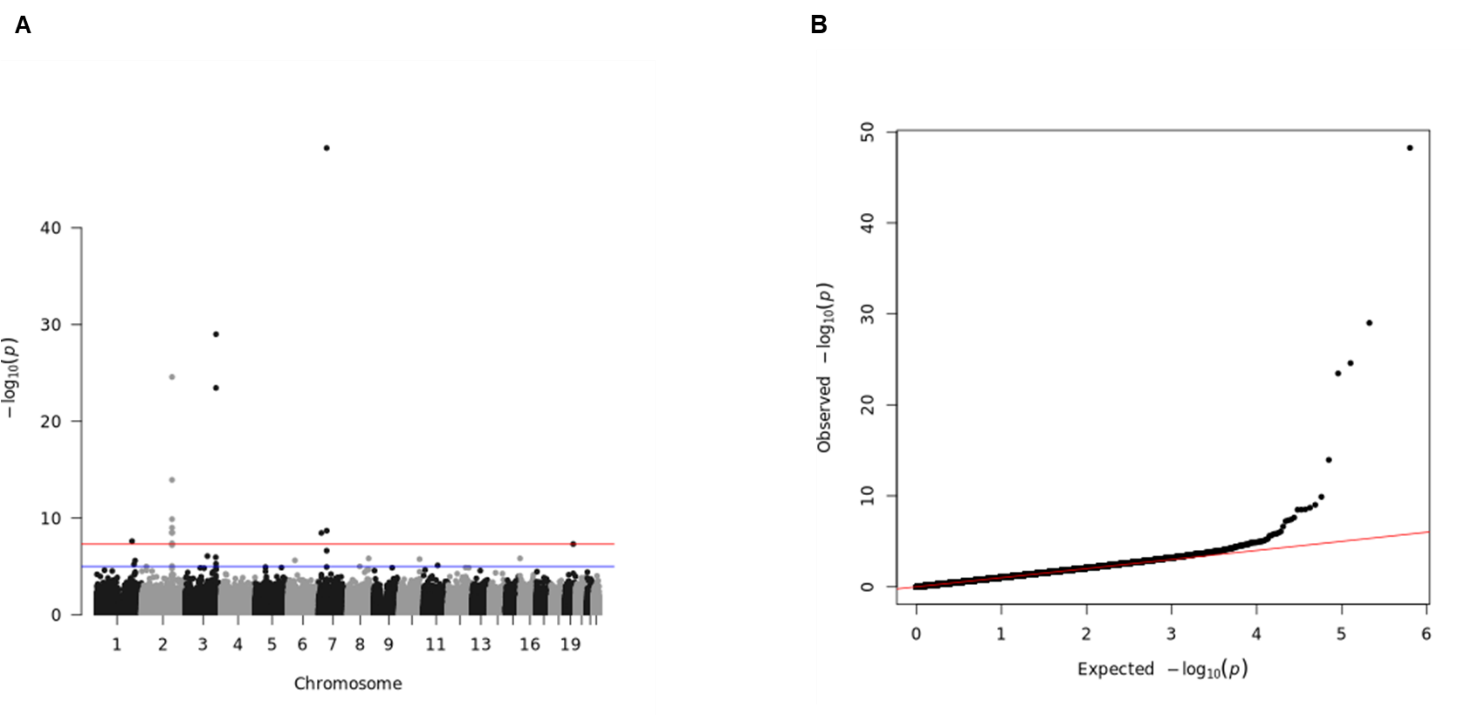 A
B
40
30
20
10
0
−log10(p)
1 2 3 4 5 6 7 8 9 11 13 16 19
Chromosome
50
40
30
20
10
0
Observed −log10(p)
0 1 2 3 4 5 6
Expected −log10(p)